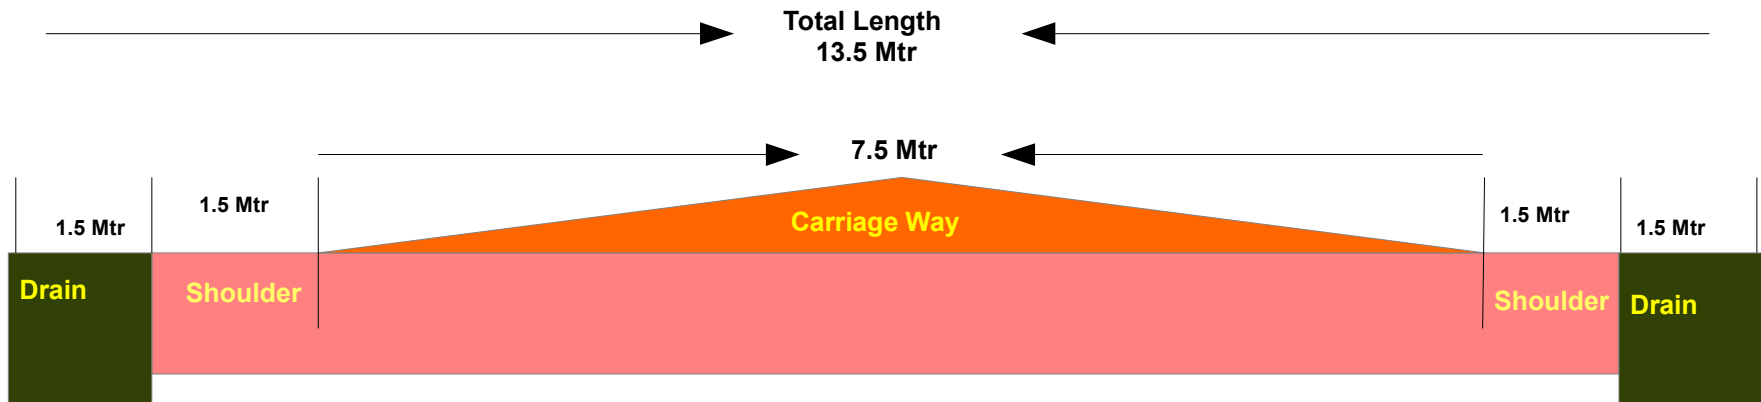 Total Length
13.5 Mtr
7.5 Mtr
1.5 Mtr
1.5 Mtr
1.5 Mtr
1.5 Mtr
Carriage Way
Drain
Shoulder
Shoulder
Drain